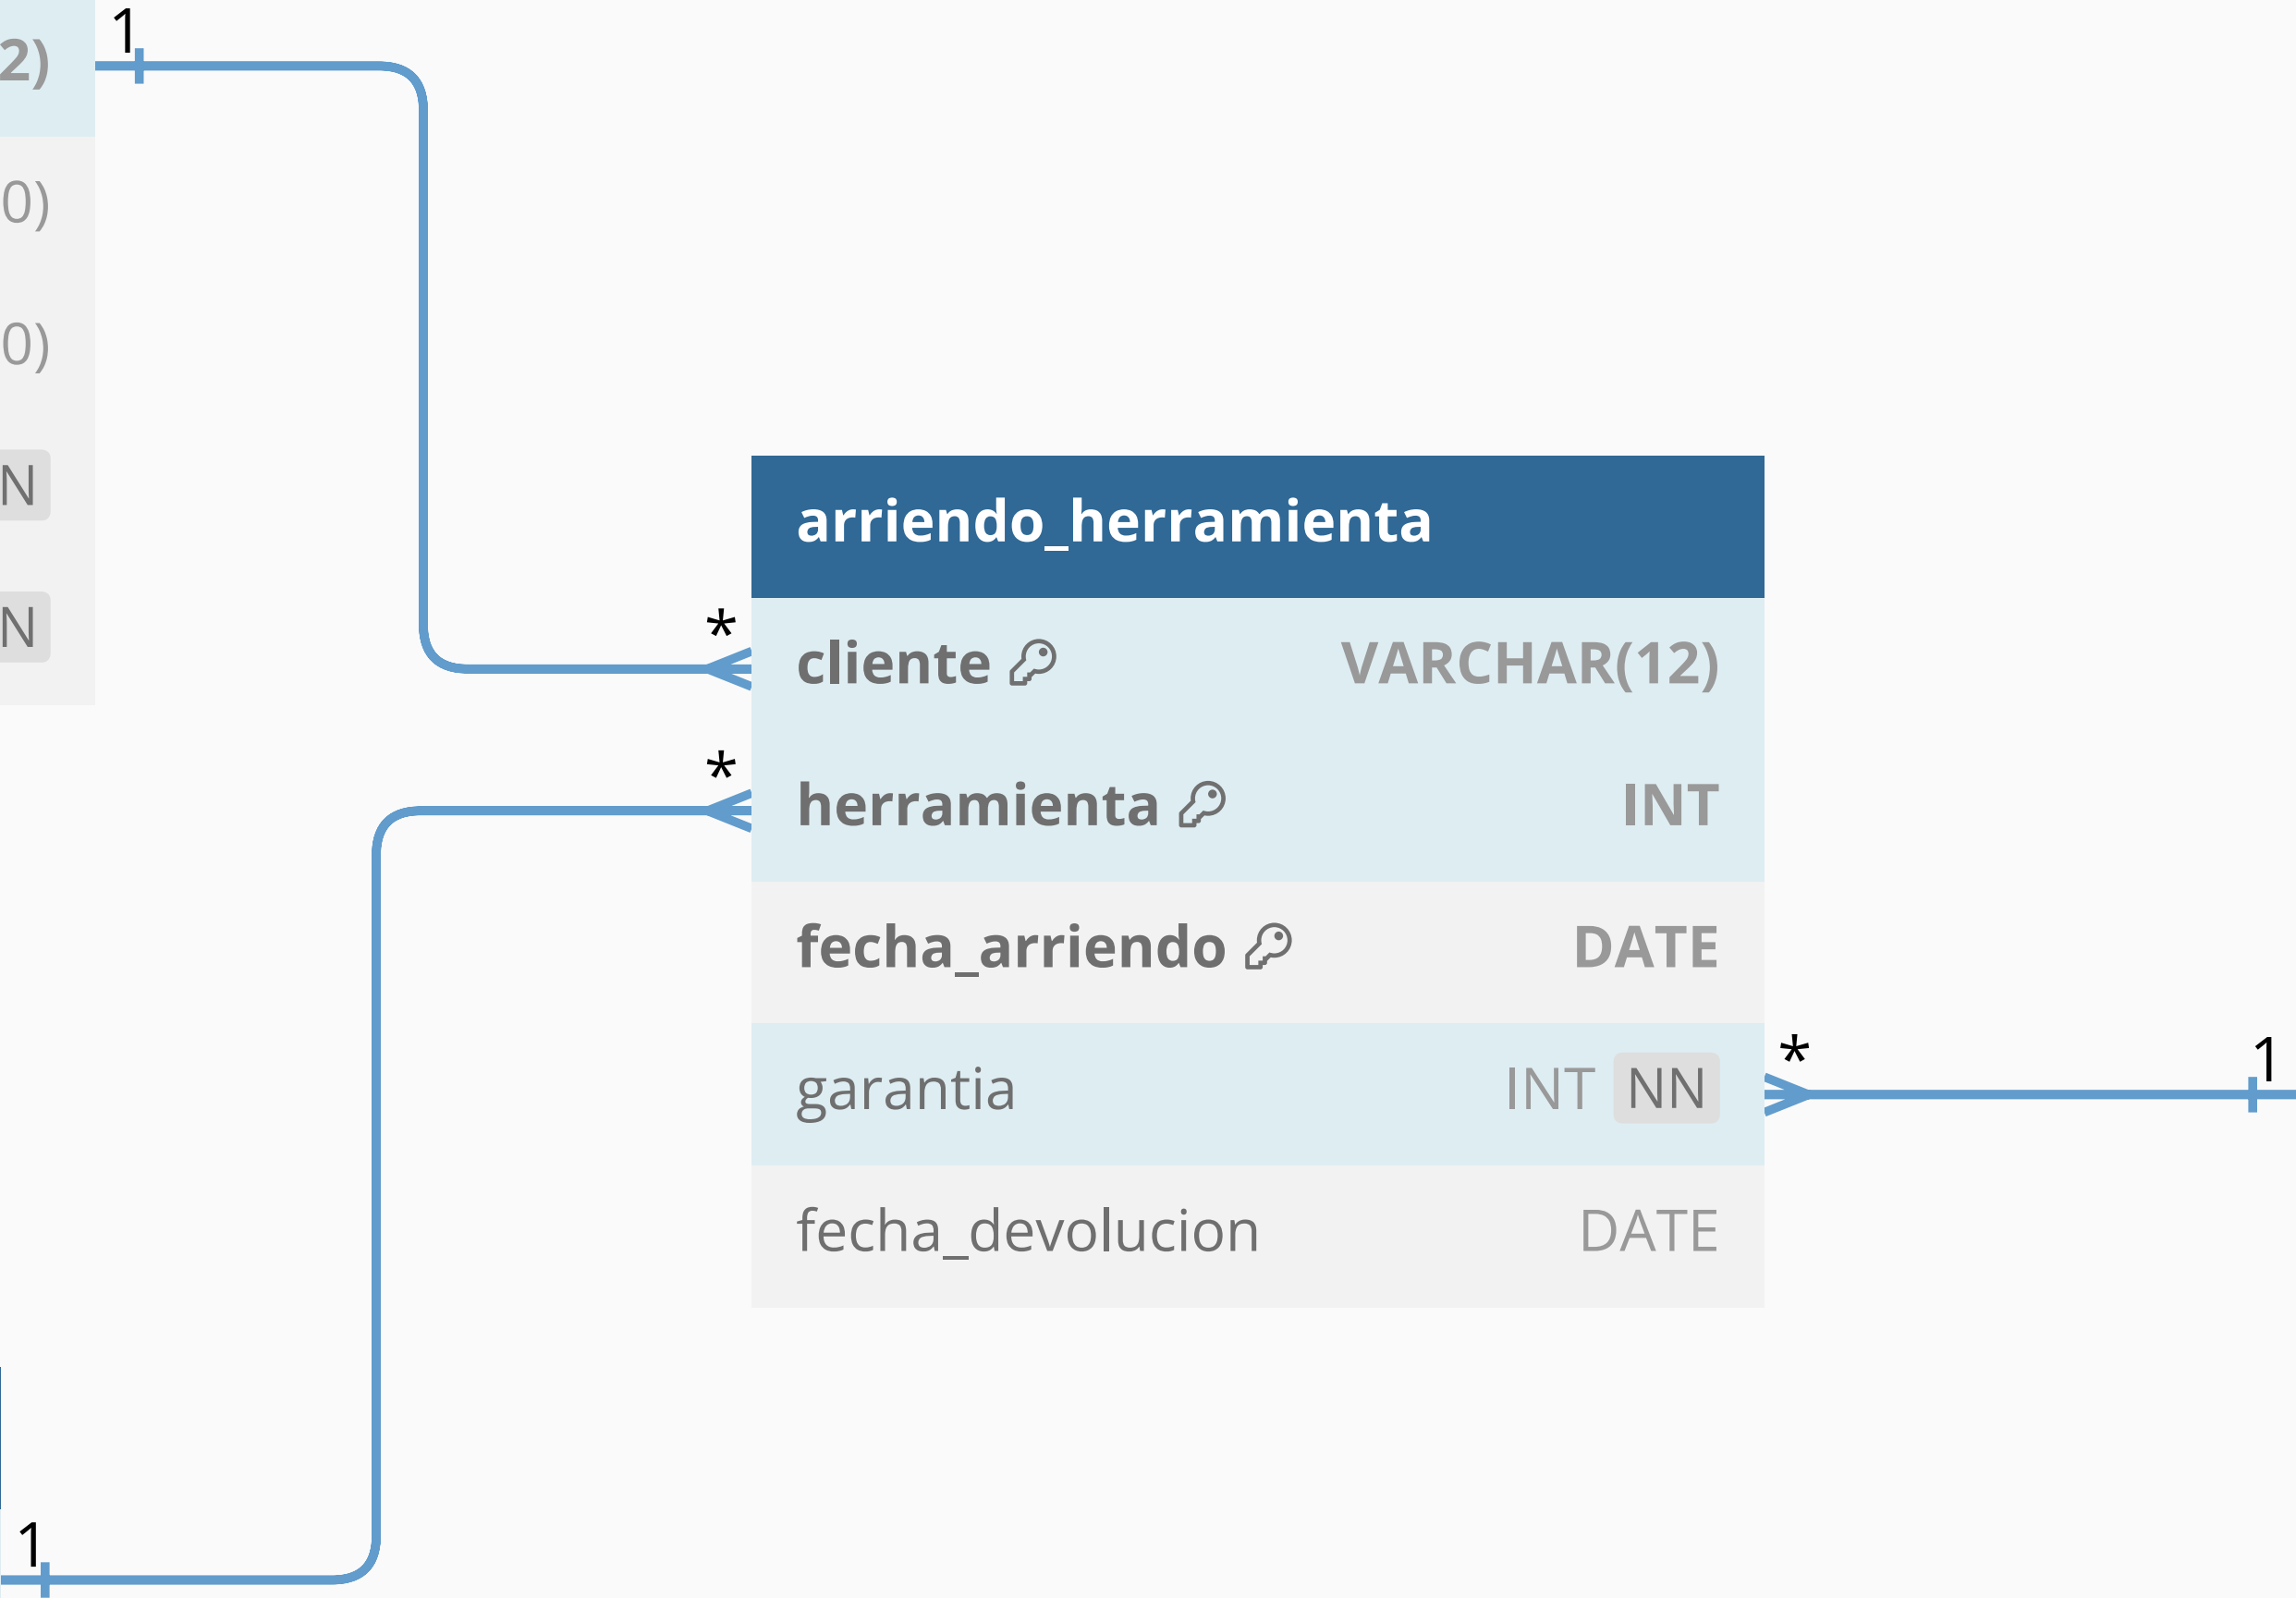 1
2)
0)
0)
N
N
arriendo_herramienta
*
cliente VARCHAR(12)
*
herramienta INT
fecha_arriendo DATE
garantia INT NN
*
1
fecha_devolucion DATE
1